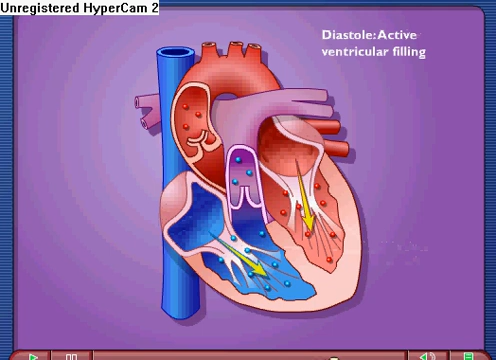 Unregistered HyperCam 2
Diastole: Active
ventricular filling